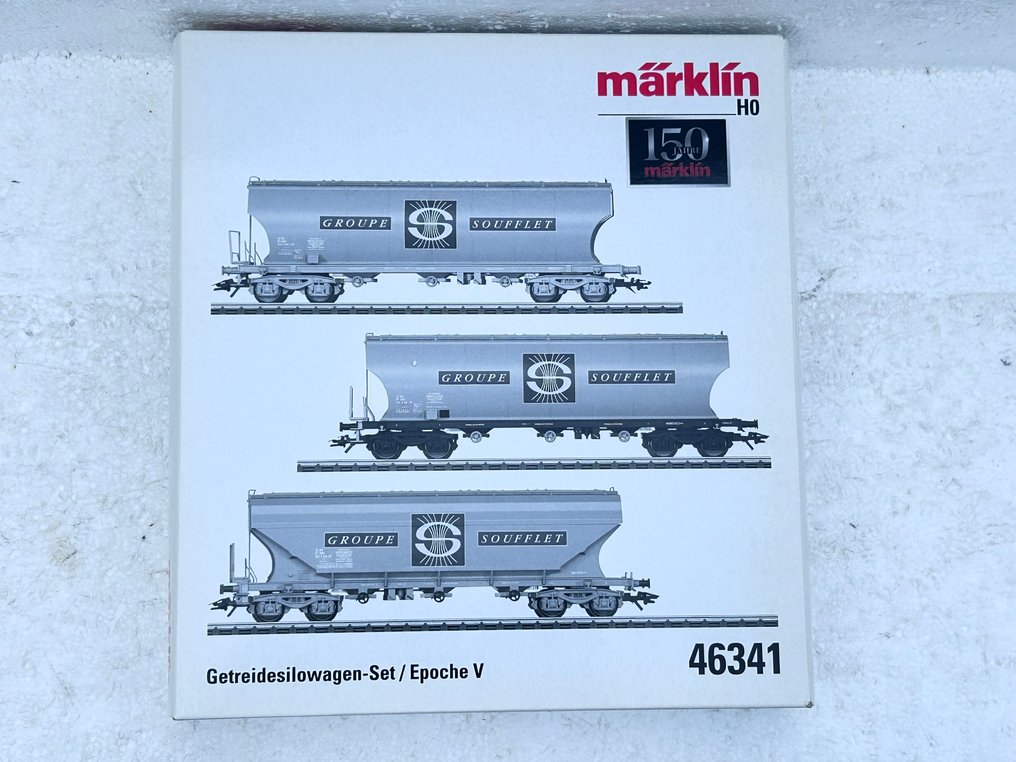 märklin
H0
150
JAHRE
märklin
GROUPE S SOUFFLET
GROUPE S SOUFFLET
GROUPE S SOUFFLET
Getreidesilowagen-Set / Epoche V
46341